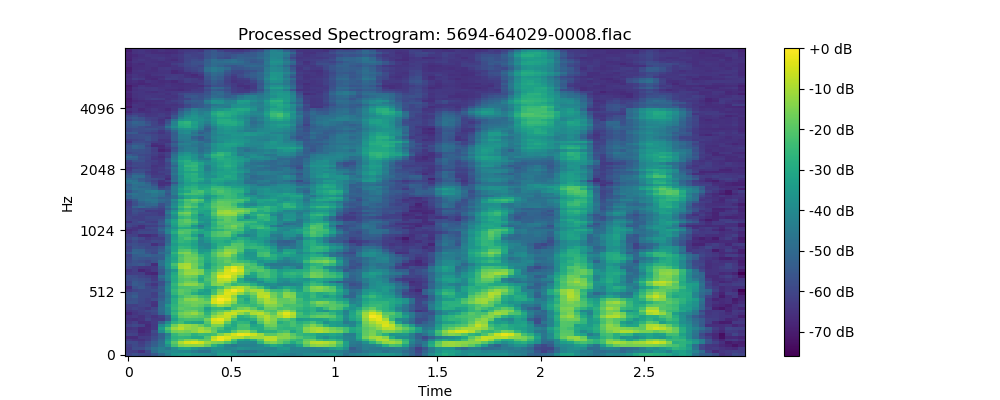 Processed Spectrogram: 5694-64029-0008.flac
Hz
4096
2048
1024
512
0
0
0.5
1
1.5
2
2.5
Time
+0 dB
-10 dB
-20 dB
-30 dB
-40 dB
-50 dB
-60 dB
-70 dB